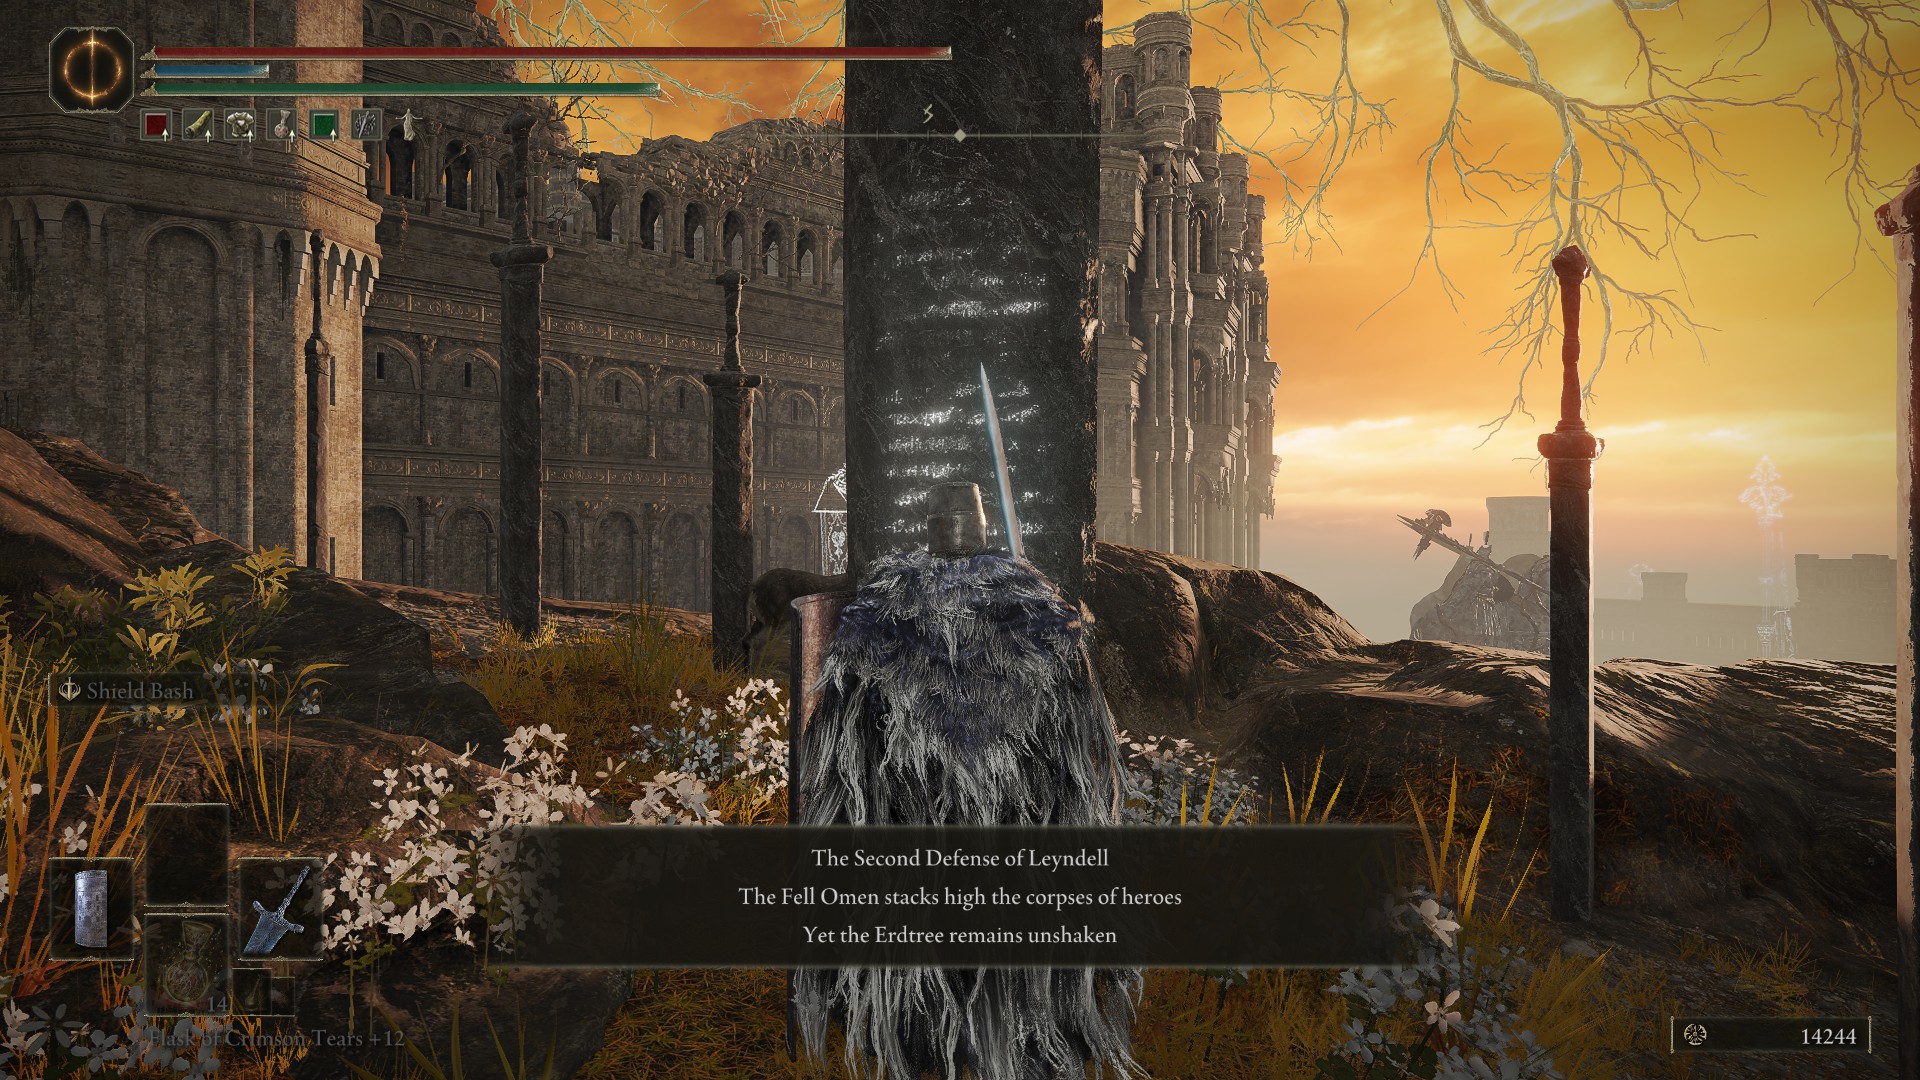 Shield Bash
The Second Defense of Leyndell
The Fell Omen stacks high the corpses of heroes
Yet the Erdtree remains unshaken
14
Flask of Crimson Tears +12
14244